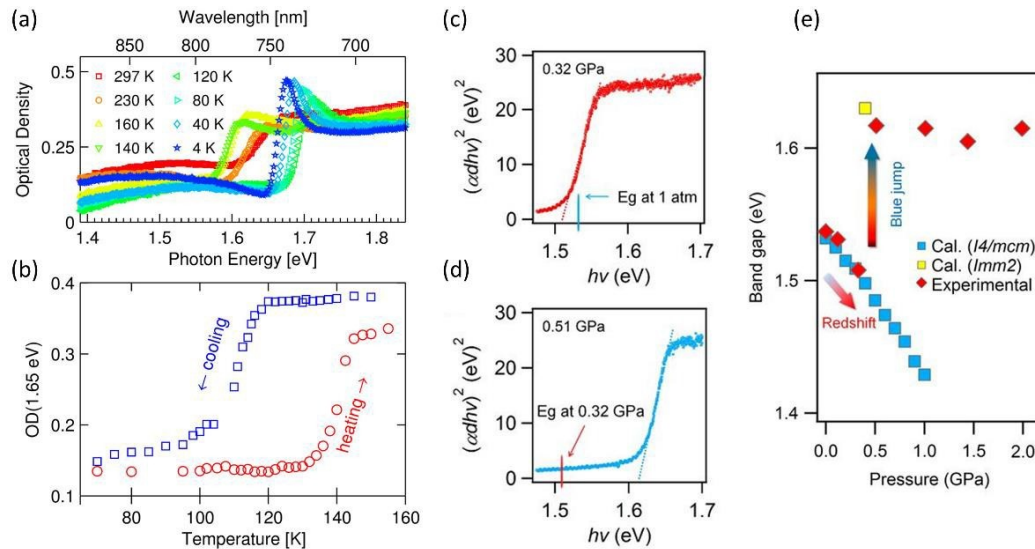 (a)
Wavelength [nm]
850 800 750 700
Optical Density
0.5
0.25
0
297 K 120 K
230 K 80 K
160 K 40 K
140 K 4 K
1.4 1.5 1.6 1.7 1.8
Photon Energy [eV]
(b)
OD(1.65 eV)
0.4
0.3
0.2
0.1
← cooling
heating →
80 100 120 140 160
Temperature [K]
(c)
(αdhv)² (eV)²
30
20
10
0
0.32 GPa
Eg at 1 atm
1.5 1.6 1.7
hv (eV)
(d)
(αdhv)² (eV)²
30
20
10
0
0.51 GPa
Eg at 0.32 GPa
1.5 1.6 1.7
hv (eV)
(e)
Band gap (eV)
1.6
1.5
1.4
Blue jump
Redshift
Cal. (I4/mcm)
Cal. (Imm2)
Experimental
0.0 0.5 1.0 1.5 2.0
Pressure (GPa)